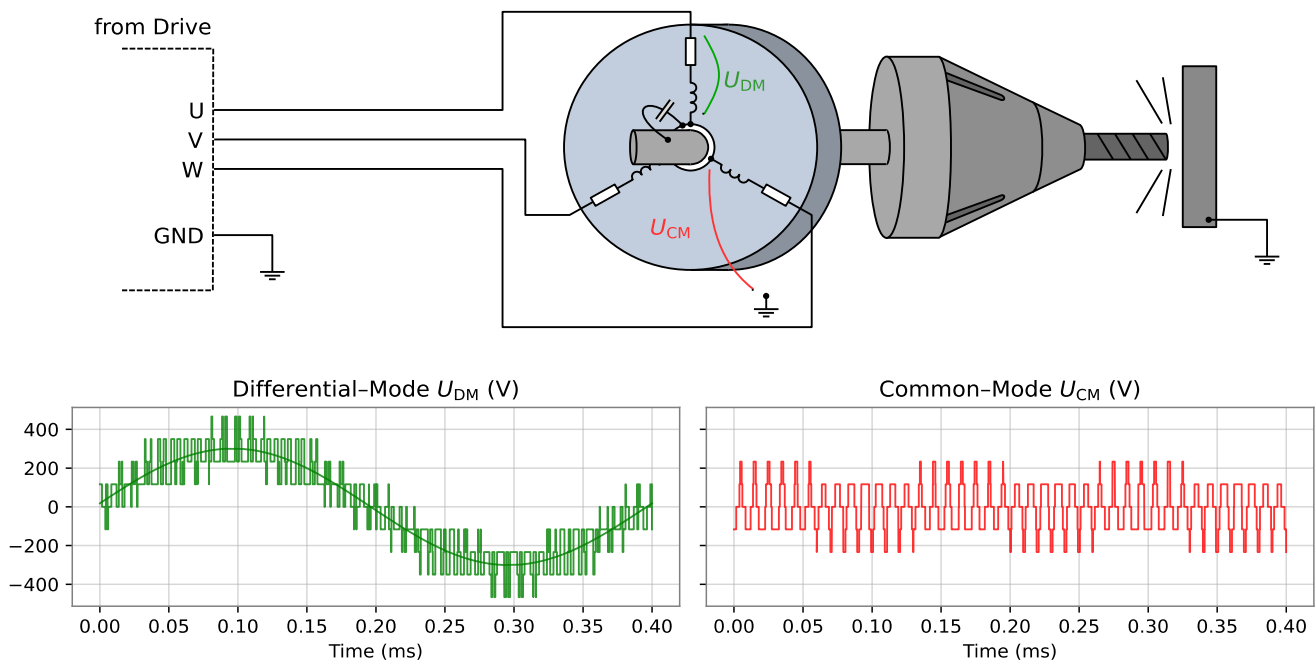 from Drive
U
V
W
GND
U_DM
U_CM
Differential–Mode U_DM (V)
400
200
0
−200
−400
0.00 0.05 0.10 0.15 0.20 0.25 0.30 0.35 0.40
Time (ms)
Common–Mode U_CM (V)
0.00 0.05 0.10 0.15 0.20 0.25 0.30 0.35 0.40
Time (ms)